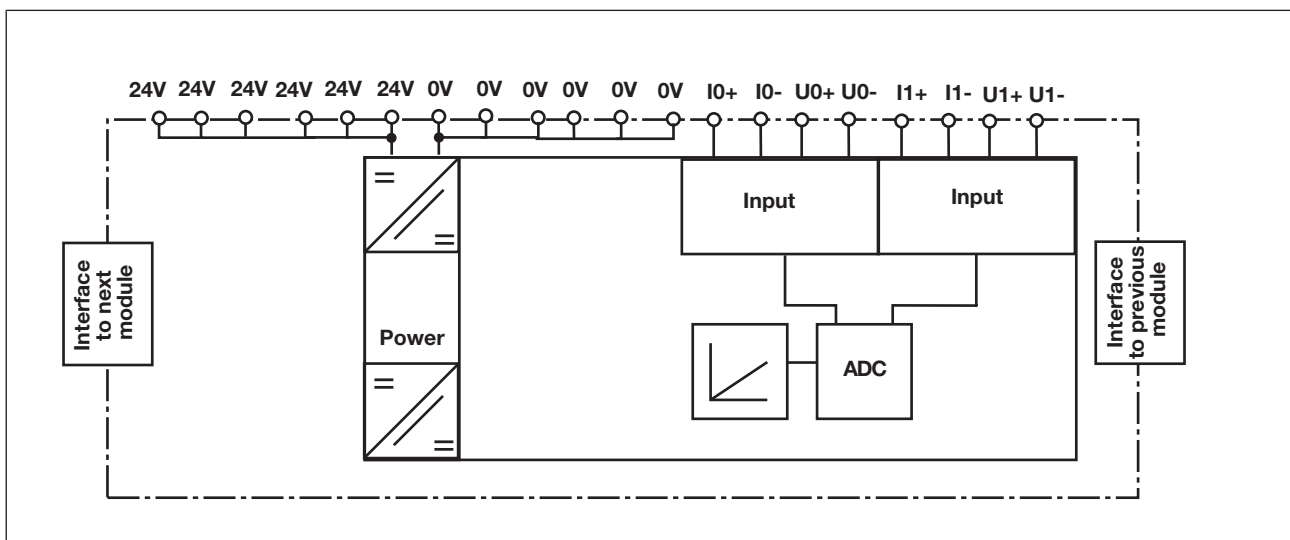 24V 24V 24V 24V 24V 24V 0V 0V 0V 0V 0V 0V I0+ I0- U0+ U0- I1+ I1- U1+ U1-
Input
Input
Interface
to next
module
Interface
to previous
module
Power
ADC